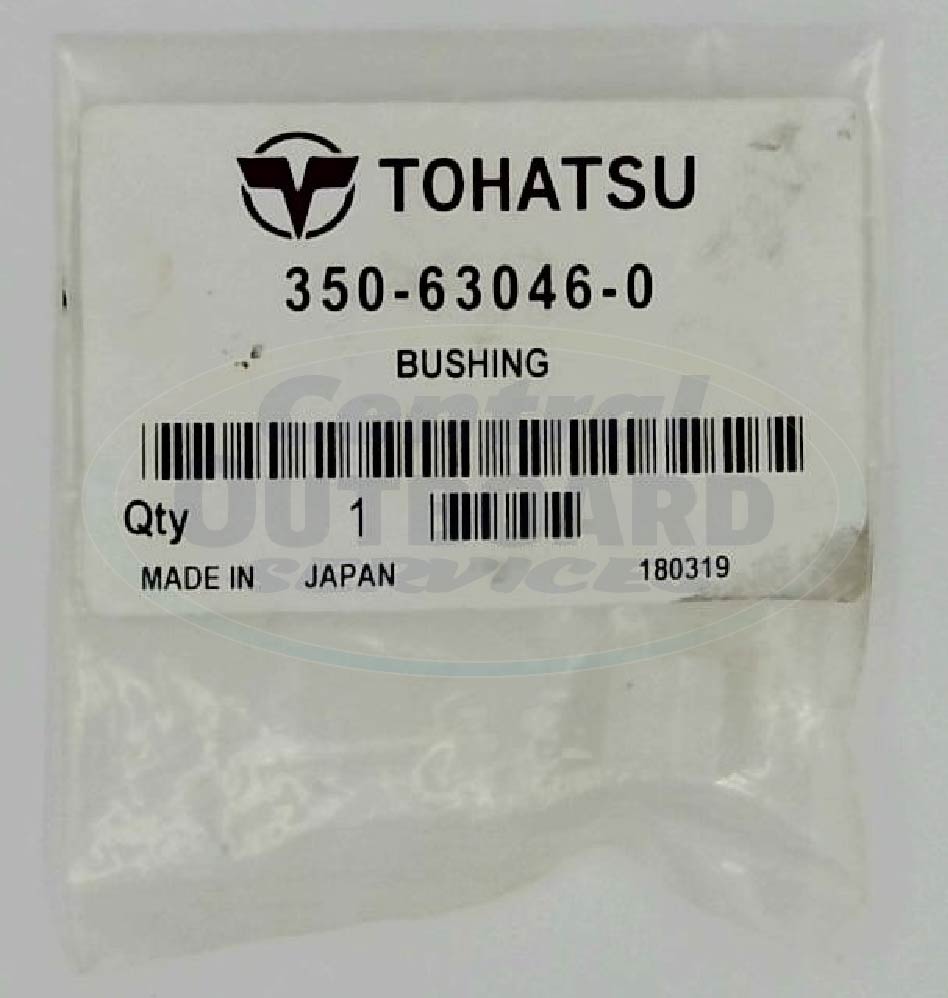 TOHATSU
350-63046-0
BUSHING
Central
OUTBOARD
Qty 1
SERVICE
MADE IN JAPAN 180319